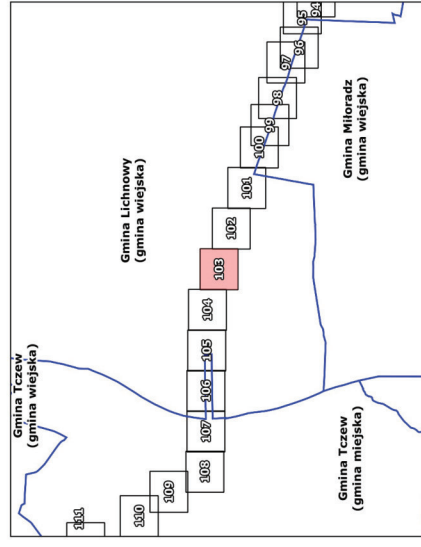 Gmina Tczew
(gmina wiejska)
Gmina Lichnowy
(gmina wiejska)
Gmina Tczew
(gmina miejska)
Gmina Miłoradz
(gmina wiejska)
111
110
109
108
107
106
105
104
103
102
101
100
99
98
97
96
95
94